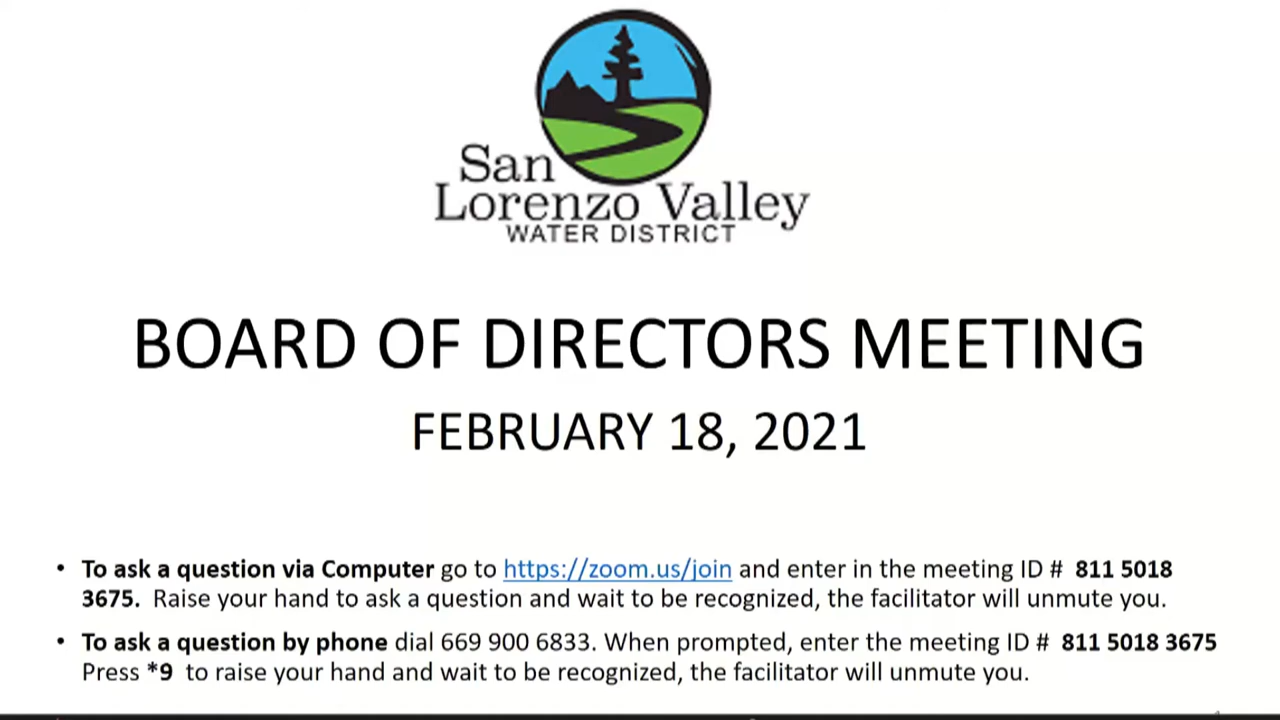 San
Lorenzo Valley
WATER DISTRICT
BOARD OF DIRECTORS MEETING
FEBRUARY 18, 2021
• To ask a question via Computer go to https://zoom.us/join and enter in the meeting ID # 811 5018
3675. Raise your hand to ask a question and wait to be recognized, the facilitator will unmute you.
• To ask a question by phone dial 669 900 6833. When prompted, enter the meeting ID # 811 5018 3675
Press *9 to raise your hand and wait to be recognized, the facilitator will unmute you.